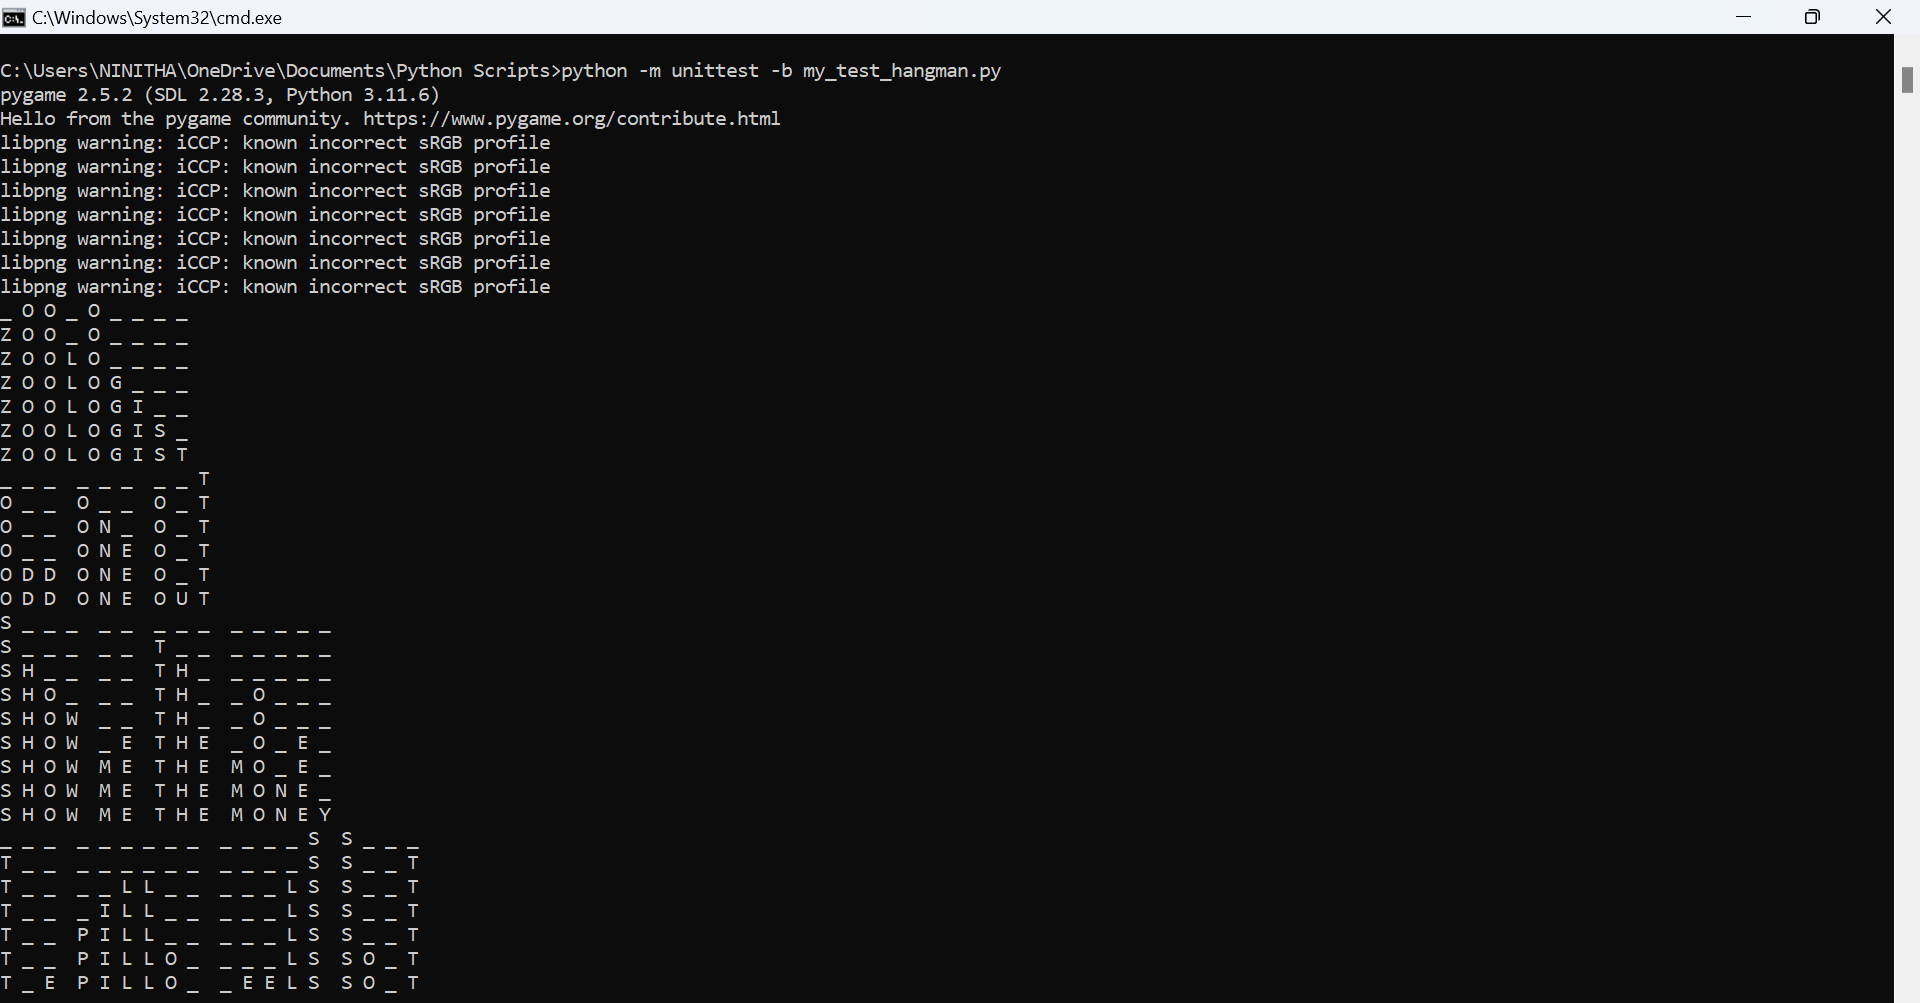 C:\Windows\System32\cmd.exe
C:\Users\NINITHA\OneDrive\Documents\Python Scripts>python -m unittest -b my_test_hangman.py
pygame 2.5.2 (SDL 2.28.3, Python 3.11.6)
Hello from the pygame community. https://www.pygame.org/contribute.html
libpng warning: iCCP: known incorrect sRGB profile
libpng warning: iCCP: known incorrect sRGB profile
libpng warning: iCCP: known incorrect sRGB profile
libpng warning: iCCP: known incorrect sRGB profile
libpng warning: iCCP: known incorrect sRGB profile
libpng warning: iCCP: known incorrect sRGB profile
libpng warning: iCCP: known incorrect sRGB profile
_ O O _ O _ _ _ _
Z O O _ O _ _ _ _
Z O O L O _ _ _ _
Z O O L O G _ _ _
Z O O L O G I _ _
Z O O L O G I S _
Z O O L O G I S T
_ _ _  _ _ _  _ _ T
O _ _  O _ _  O _ T
O _ _  O N _  O _ T
O _ _  O N E  O _ T
O D D  O N E  O _ T
O D D  O N E  O U T
S _ _ _  _ _  _ _ _  _ _ _ _ _
S _ _ _  _ _  T _ _  _ _ _ _ _
S H _ _  _ _  T H _  _ _ _ _ _
S H O _  _ _  T H _  _ O _ _ _
S H O W  _ _  T H _  _ O _ _ _
S H O W  _ E  T H E  _ O _ E _
S H O W  M E  T H E  M O _ E _
S H O W  M E  T H E  M O N E _
S H O W  M E  T H E  M O N E Y
_ _ _  _ _ _ _ _ _  _ _ _ _ S  S _ _ _
T _ _  _ _ _ _ _ _  _ _ _ _ S  S _ _ T
T _ _  _ _ L L _ _  _ _ _ L S  S _ _ T
T _ _  _ I L L _ _  _ _ _ L S  S _ _ T
T _ _  P I L L _ _  _ _ _ L S  S _ _ T
T _ _  P I L L O _  _ _ _ L S  S O _ T
T _ E  P I L L O _  _ E E L S  S O _ T